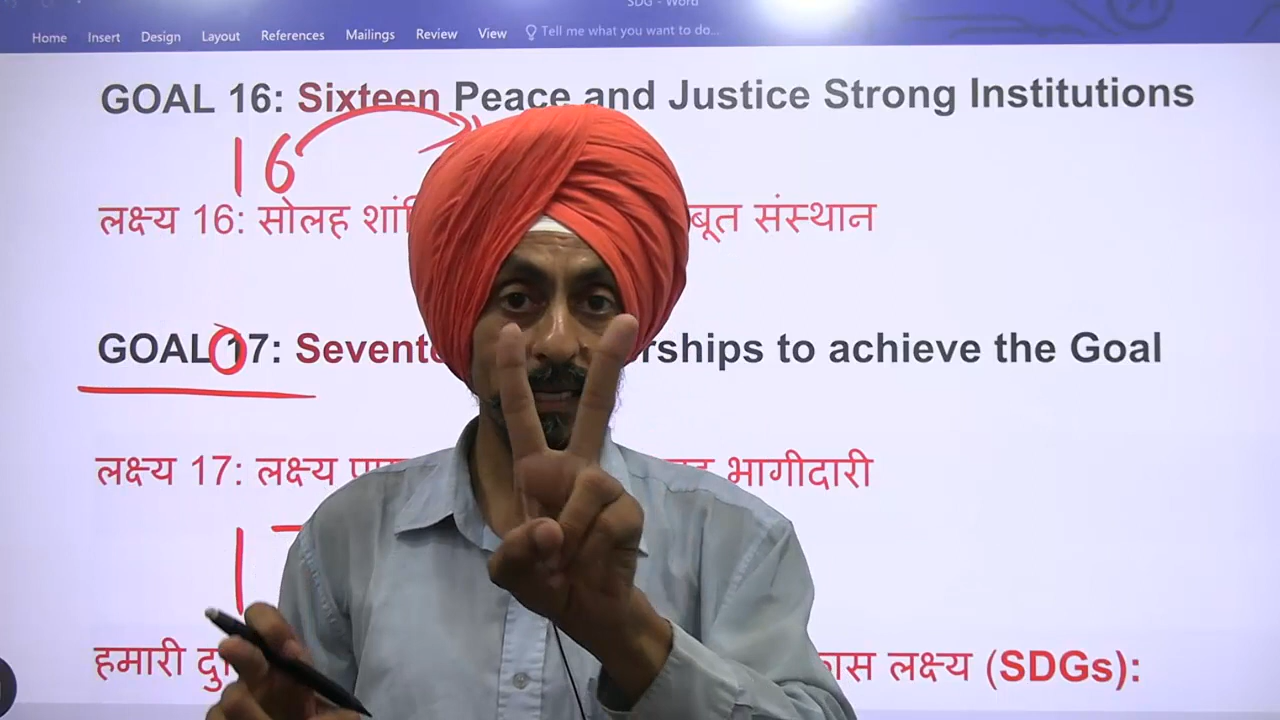 SDG - Word
Home Insert Design Layout References Mailings Review View Tell me what you want to do...
GOAL 16: Sixteen Peace and Justice Strong Institutions
16
लक्ष्य 16: सोलह संस्थान
GOAL 17: to achieve the Goal
लक्ष्य 17: लक्ष्य भागीदारी
1
हमारी लक्ष्य (SDGs):